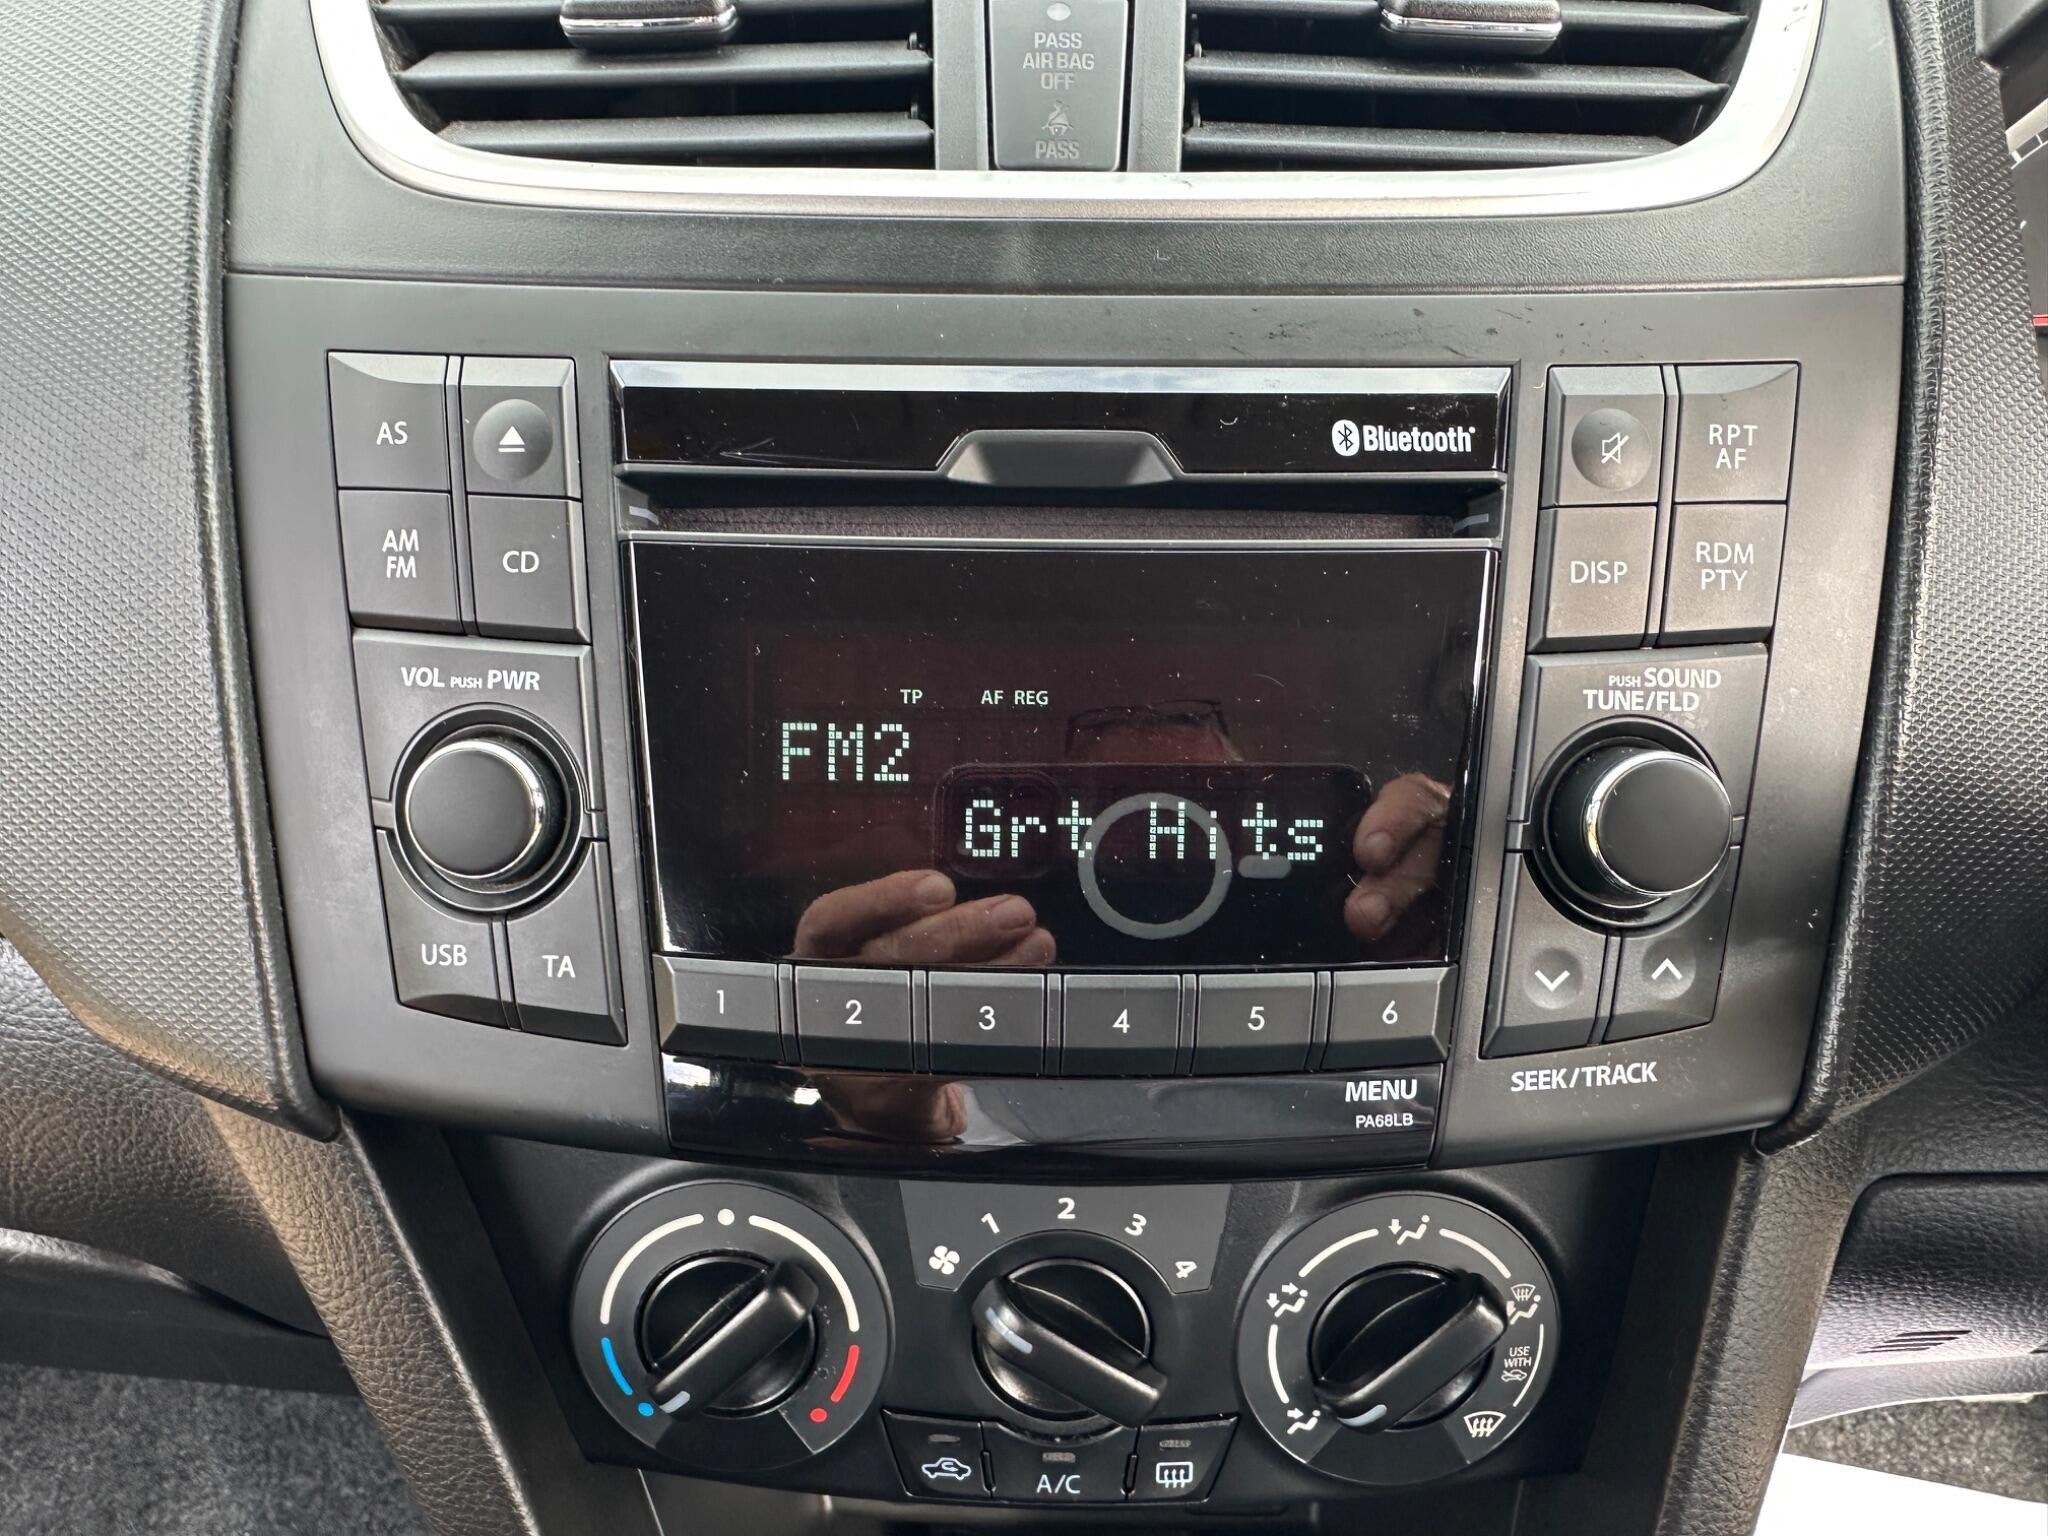 PASS
AIR BAG
OFF
PASS
AS
Bluetooth
RPT
AF
AM
FM
CD
DISP
RDM
PTY
VOL PUSH PWR
PUSH SOUND
TUNE/FLD
TP AF REG
FM2
Grt Hits
USB
TA
1 2 3 4 5 6
SEEK/TRACK
MENU
PA68LB
1 2 3 4
USE
WITH
A/C